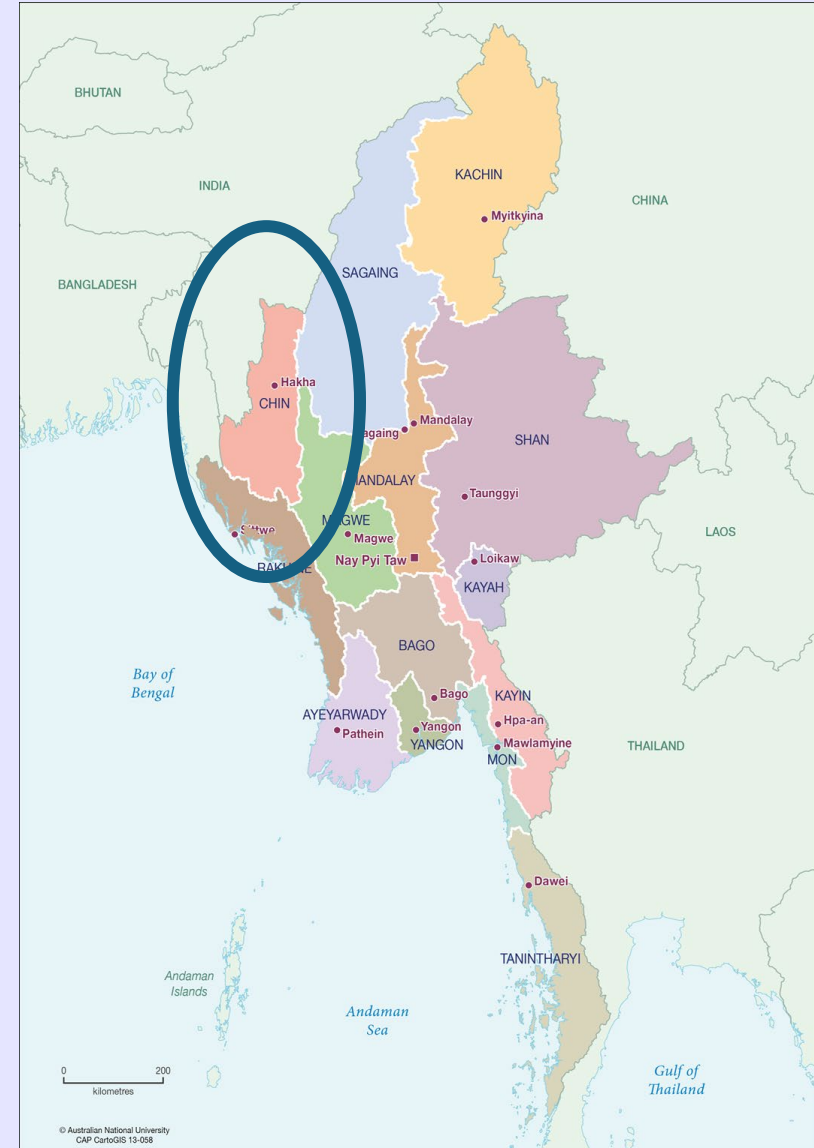 BHUTAN
KACHIN
INDIA
CHINA
Myitkyina
SAGAING
BANGLADESH
Hakha
CHIN
Mandalay
againg
SHAN
MANDALAY
Taunggyi
MAGWE
Sittwe
Magwe
LAOS
Nay Pyi Taw
Loikaw
KAYAH
BAGO
Bay of
Bengal
Bago
KAYIN
AYEYARWADY
Hpa-an
Pathein
Yangon
YANGON
Mawlamyine
THAILAND
MON
Dawei
TANINTHARYI
Andaman
Islands
Andaman
Sea
0 200
kilometres
Gulf of
Thailand
© Australian National University
CAP CartoGIS 13-058